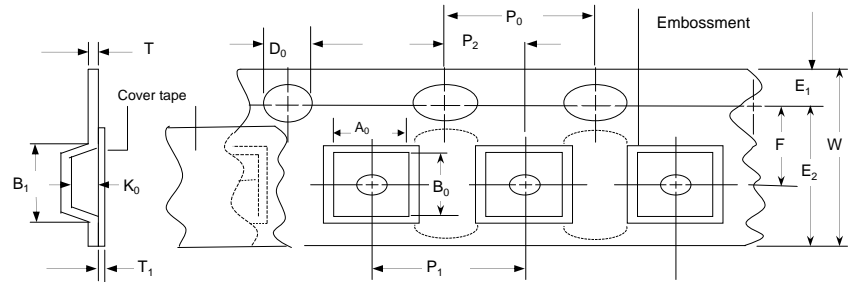 P0
Embossment
T
D0
P2
E1
Cover tape
A0
F
W
B1
K0
B0
E2
T1
P1